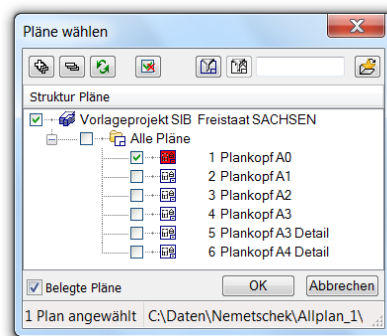 Pläne wählen
Struktur Pläne
Vorlageprojekt SIB Freistaat SACHSEN
Alle Pläne
1 Plankopf A0
2 Plankopf A1
3 Plankopf A2
4 Plankopf A3
5 Plankopf A3 Detail
6 Plankopf A4 Detail
Belegte Pläne OK Abbrechen
1 Plan angewählt C:\Daten\Nemetschek\Allplan_1\